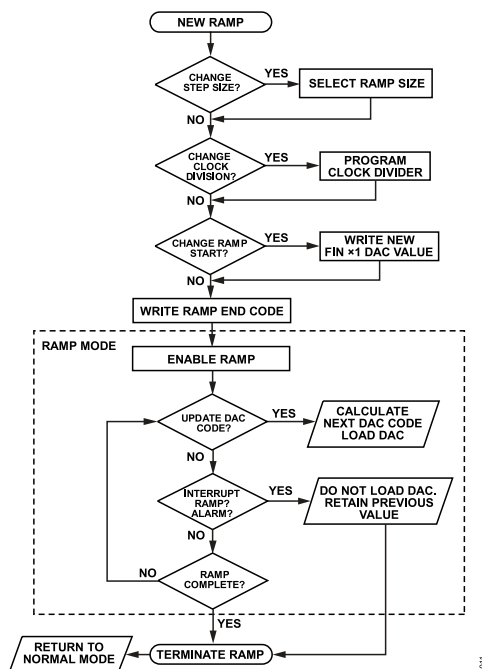 NEW RAMP
CHANGE
STEP SIZE?
YES
SELECT RAMP SIZE
NO
CHANGE
CLOCK
DIVISION?
YES
PROGRAM
CLOCK DIVIDER
NO
CHANGE RAMP
START?
YES
WRITE NEW
FIN ×1 DAC VALUE
NO
WRITE RAMP END CODE
RAMP MODE
ENABLE RAMP
UPDATE DAC
CODE?
YES
CALCULATE
NEXT DAC CODE
LOAD DAC
NO
INTERRUPT
RAMP?
ALARM?
YES
DO NOT LOAD DAC.
RETAIN PREVIOUS
VALUE
NO
NO
RAMP
COMPLETE?
YES
RETURN TO
NORMAL MODE
TERMINATE RAMP